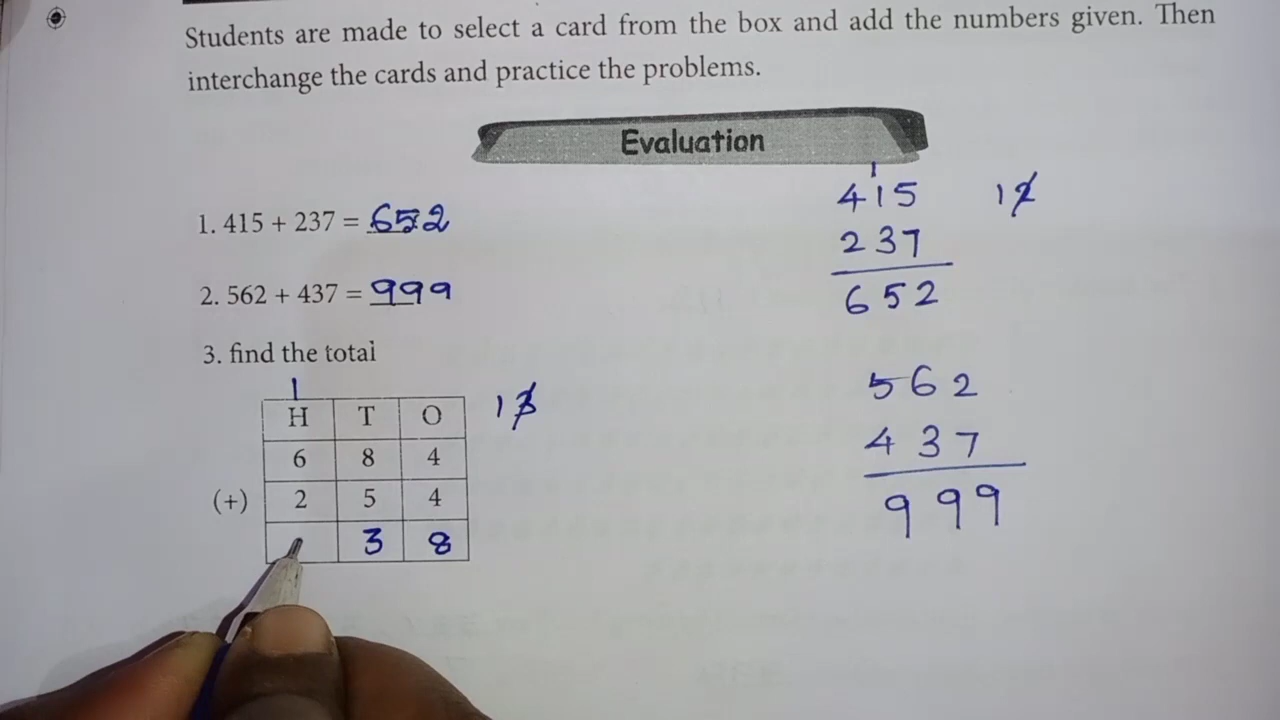 Students are made to select a card from the box and add the numbers given. Then
interchange the cards and practice the problems.
Evaluation
1. 415 + 237 = 652
2. 562 + 437 = 999
3. find the total
1
H T O
6 8 4
(+) 2 5 4
3 8
13
1
415
237
652
12
562
437
999